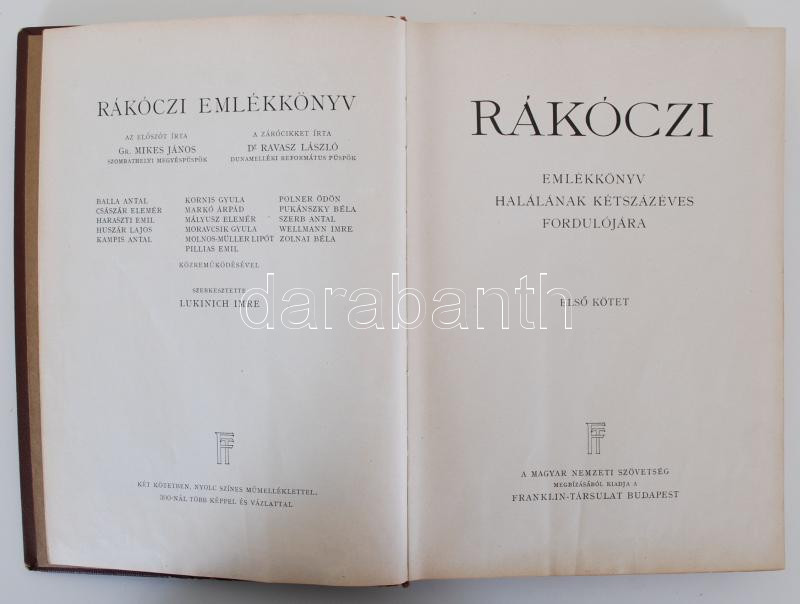 RÁKÓCZI EMLÉKKÖNYV
AZ ELŐSZÓT ÍRTA
GR. MIKES JÁNOS
SZOMBATHELYI MEGYÉSPÜSPÖK
A ZÁRÓCIKKET ÍRTA
DR RAVASZ LÁSZLÓ
DUNAMELLÉKI REFORMÁTUS PÜSPÖK
BALLA ANTAL
CSÁSZÁR ELEMÉR
HARASZTI EMIL
HUSZÁR LAJOS
KAMPIS ANTAL
KORNIS GYULA
MARKÓ ÁRPÁD
MÁLYUSZ ELEMÉR
MORAVCSIK GYULA
MOLNOS-MÜLLER LIPÓT
PILLIAS EMIL
POLNER ÖDÖN
PUKÁNSZKY BÉLA
SZERB ANTAL
WELLMANN IMRE
ZOLNAI BÉLA
KÖZREMŰKÖDÉSÉVEL
SZERKESZTETTE
LUKINICH IMRE
KÉT KÖTETBEN, NYOLC SZÍNES MŰMELLÉKLETTEL,
300-NÁL TÖBB KÉPPEL ÉS VÁZLATTAL
RÁKÓCZI
EMLÉKKÖNYV
HALÁLÁNAK KÉTSZÁZÉVES
FORDULÓJÁRA
ELSŐ KÖTET
A MAGYAR NEMZETI SZÖVETSÉG
MEGBÍZÁSÁBÓL KIADJA A
FRANKLIN-TÁRSULAT BUDAPEST
darabanth